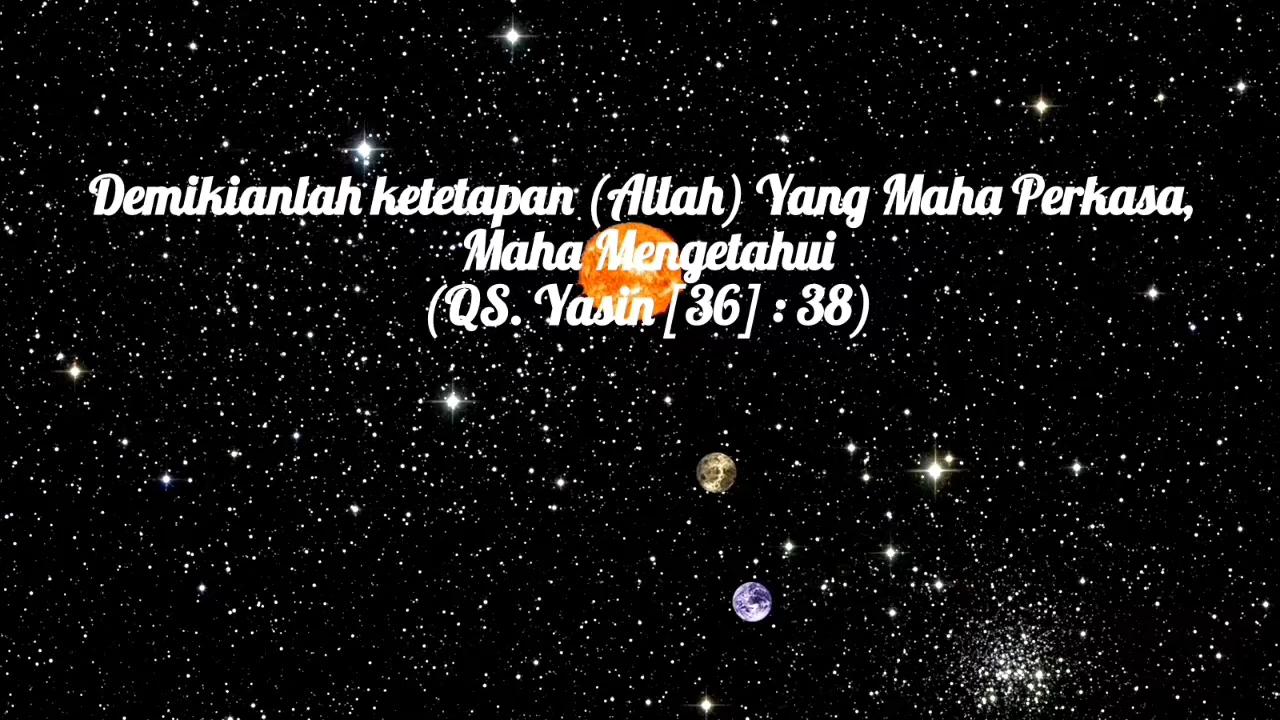 Demikianlah ketetapan (Allah) Yang Maha Perkasa,
Maha Mengetahui
(QS. Yasin [36] : 38)